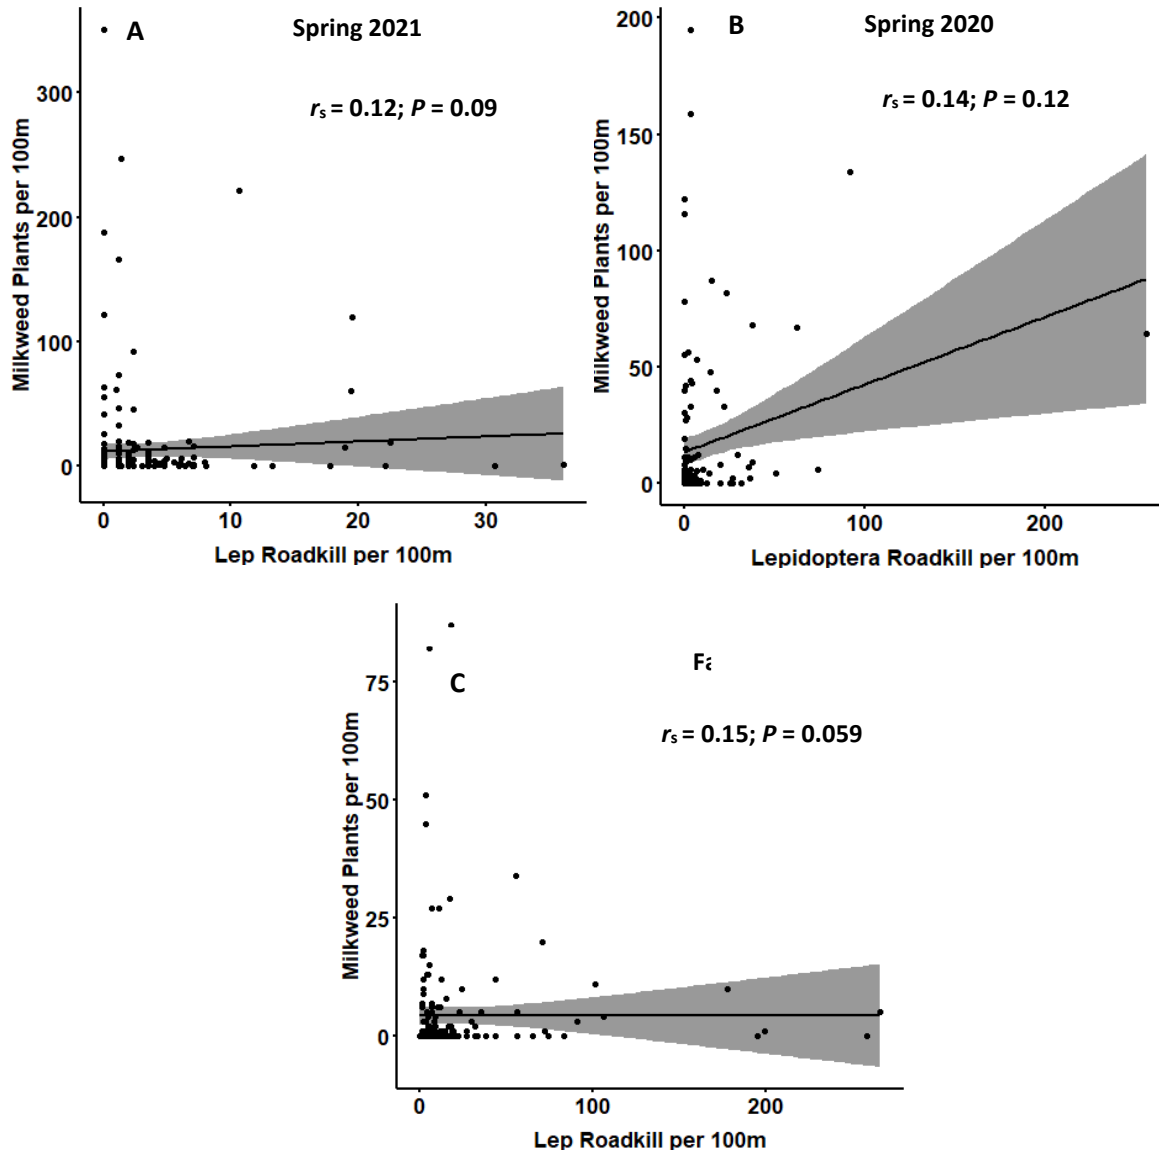 A
Spring 2021
rs = 0.12; P = 0.09
Milkweed Plants per 100m
300
200
100
0
0 10 20 30
Lep Roadkill per 100m
B
Spring 2020
rs = 0.14; P = 0.12
Milkweed Plants per 100m
200
150
100
50
0
0 100 200
Lepidoptera Roadkill per 100m
C
rs = 0.15; P = 0.059
Milkweed Plants per 100m
75
50
25
0
0 100 200
Lep Roadkill per 100m